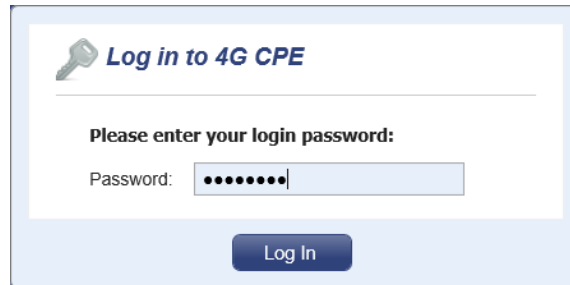 Log in to 4G CPE
Please enter your login password:
Password: ●●●●●●●●
Log In